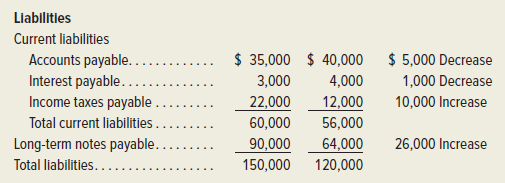 Liabilities
Current liabilities
Accounts payable. . . . . . . . . . . . . $ 35,000 $ 40,000 $ 5,000 Decrease
Interest payable. . . . . . . . . . . . . . 3,000 4,000 1,000 Decrease
Income taxes payable . . . . . . . . . 22,000 12,000 10,000 Increase
Total current liabilities . . . . . . . . . 60,000 56,000
Long-term notes payable. . . . . . . . . 90,000 64,000 26,000 Increase
Total liabilities. . . . . . . . . . . . . . . . . . 150,000 120,000